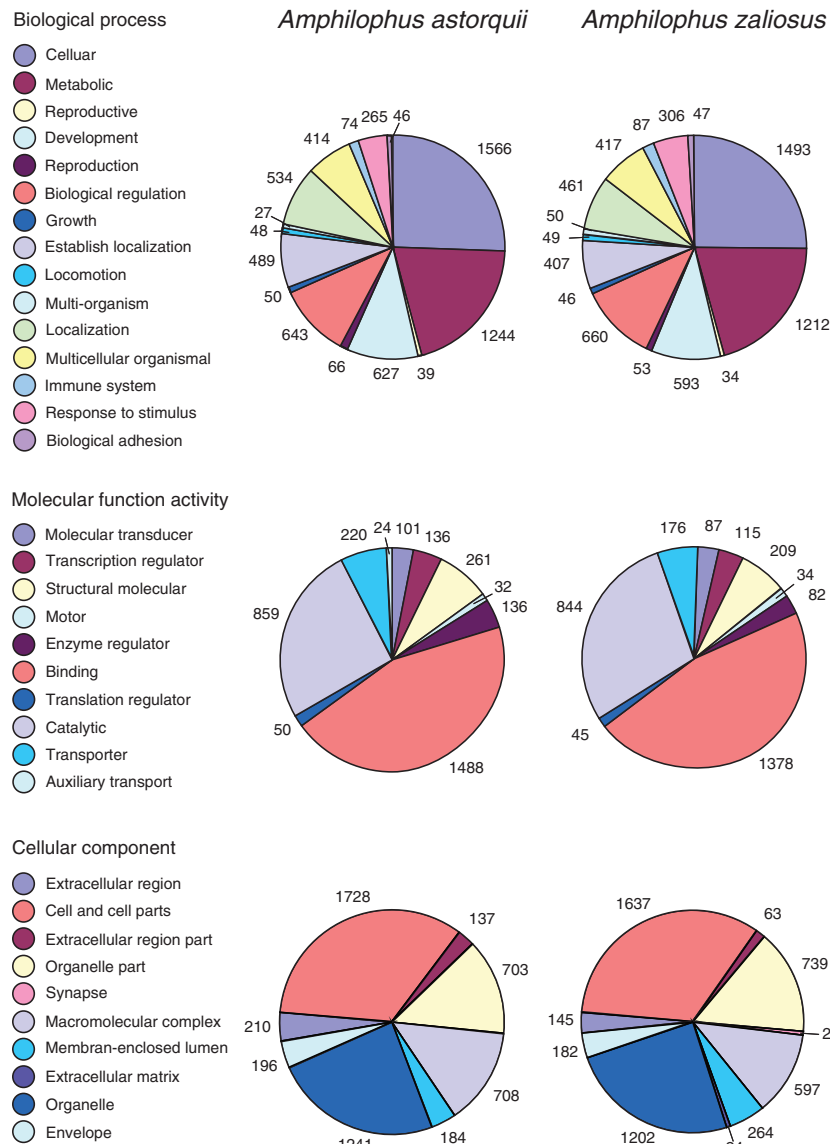 Biological process
Amphilophus astorquii
Amphilophus zaliosus
Celluar
Metabolic
Reproductive
Development
Reproduction
Biological regulation
Growth
Establish localization
Locomotion
Multi-organism
Localization
Multicellular organismal
Immune system
Response to stimulus
Biological adhesion
46
1566
1244
39
627
66
643
50
489
48
27
534
414
74
265
47
1493
1212
34
593
53
660
46
407
49
50
461
417
87
306
Molecular function activity
Molecular transducer
Transcription regulator
Structural molecular
Motor
Enzyme regulator
Binding
Translation regulator
Catalytic
Transporter
Auxiliary transport
24
101
136
261
32
136
1488
50
859
220
87
115
209
34
82
1378
45
844
176
Cellular component
Extracellular region
Cell and cell parts
Extracellular region part
Organelle part
Synapse
Macromolecular complex
Membran-enclosed lumen
Extracellular matrix
Organelle
Envelope
1728
137
703
708
184
1241
196
210
1637
63
739
2
597
264
1202
182
145